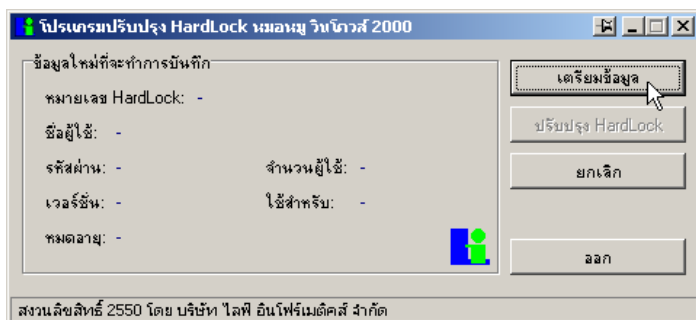 โปรแกรมปรับปรุง HardLock หมอหมู วินโดวส์ 2000
ข้อมูลใหม่ที่จะทำการบันทึก
หมายเลข HardLock: -
ชื่อผู้ใช้: -
รหัสผ่าน: - จำนวนผู้ใช้: -
เวอร์ชั่น: - ใช้สำหรับ: -
หมดอายุ: -
เตรียมข้อมูล
ปรับปรุง HardLock
ยกเลิก
ออก
สงวนลิขสิทธิ์ 2550 โดย บริษัท ไลฟ์ อินโฟร์เมติคส์ จำกัด